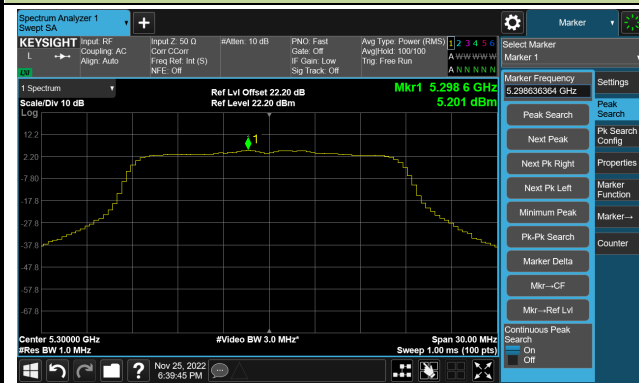 Spectrum Analyzer 1
Swept SA
Marker
KEYSIGHT
L
Input: RF
Coupling: AC
Align: Auto
Input Z: 50 Ω
Corr CCorr
Freq Ref: Int (S)
NFE: Off
#Atten: 10 dB
PNO: Fast
Gate: Off
IF Gain: Low
Sig Track: Off
Avg Type: Power (RMS)
Avg|Hold: 100/100
Trig: Free Run
1 2 3 4 5 6
A W W W W W
A N N N N N
Select Marker
Marker 1
1 Spectrum
Scale/Div 10 dB
Log
Ref Lvl Offset 22.20 dB
Ref Level 22.20 dBm
Mkr1 5.298 6 GHz
5.201 dBm
1
12.2
2.20
-7.80
-17.8
-27.8
-37.8
-47.8
-57.8
-67.8
Center 5.30000 GHz
#Res BW 1.0 MHz
#Video BW 3.0 MHz*
Span 30.00 MHz
Sweep 1.00 ms (100 pts)
Marker Frequency
5.298636364 GHz
Peak Search
Next Peak
Next Pk Right
Next Pk Left
Minimum Peak
Pk-Pk Search
Marker Delta
Mkr→CF
Mkr→Ref Lvl
Continuous Peak
Search
On
Off
Settings
Peak
Search
Pk Search
Config
Properties
Marker
Function
Marker→
Counter
?
Nov 25, 2022
6:39:45 PM